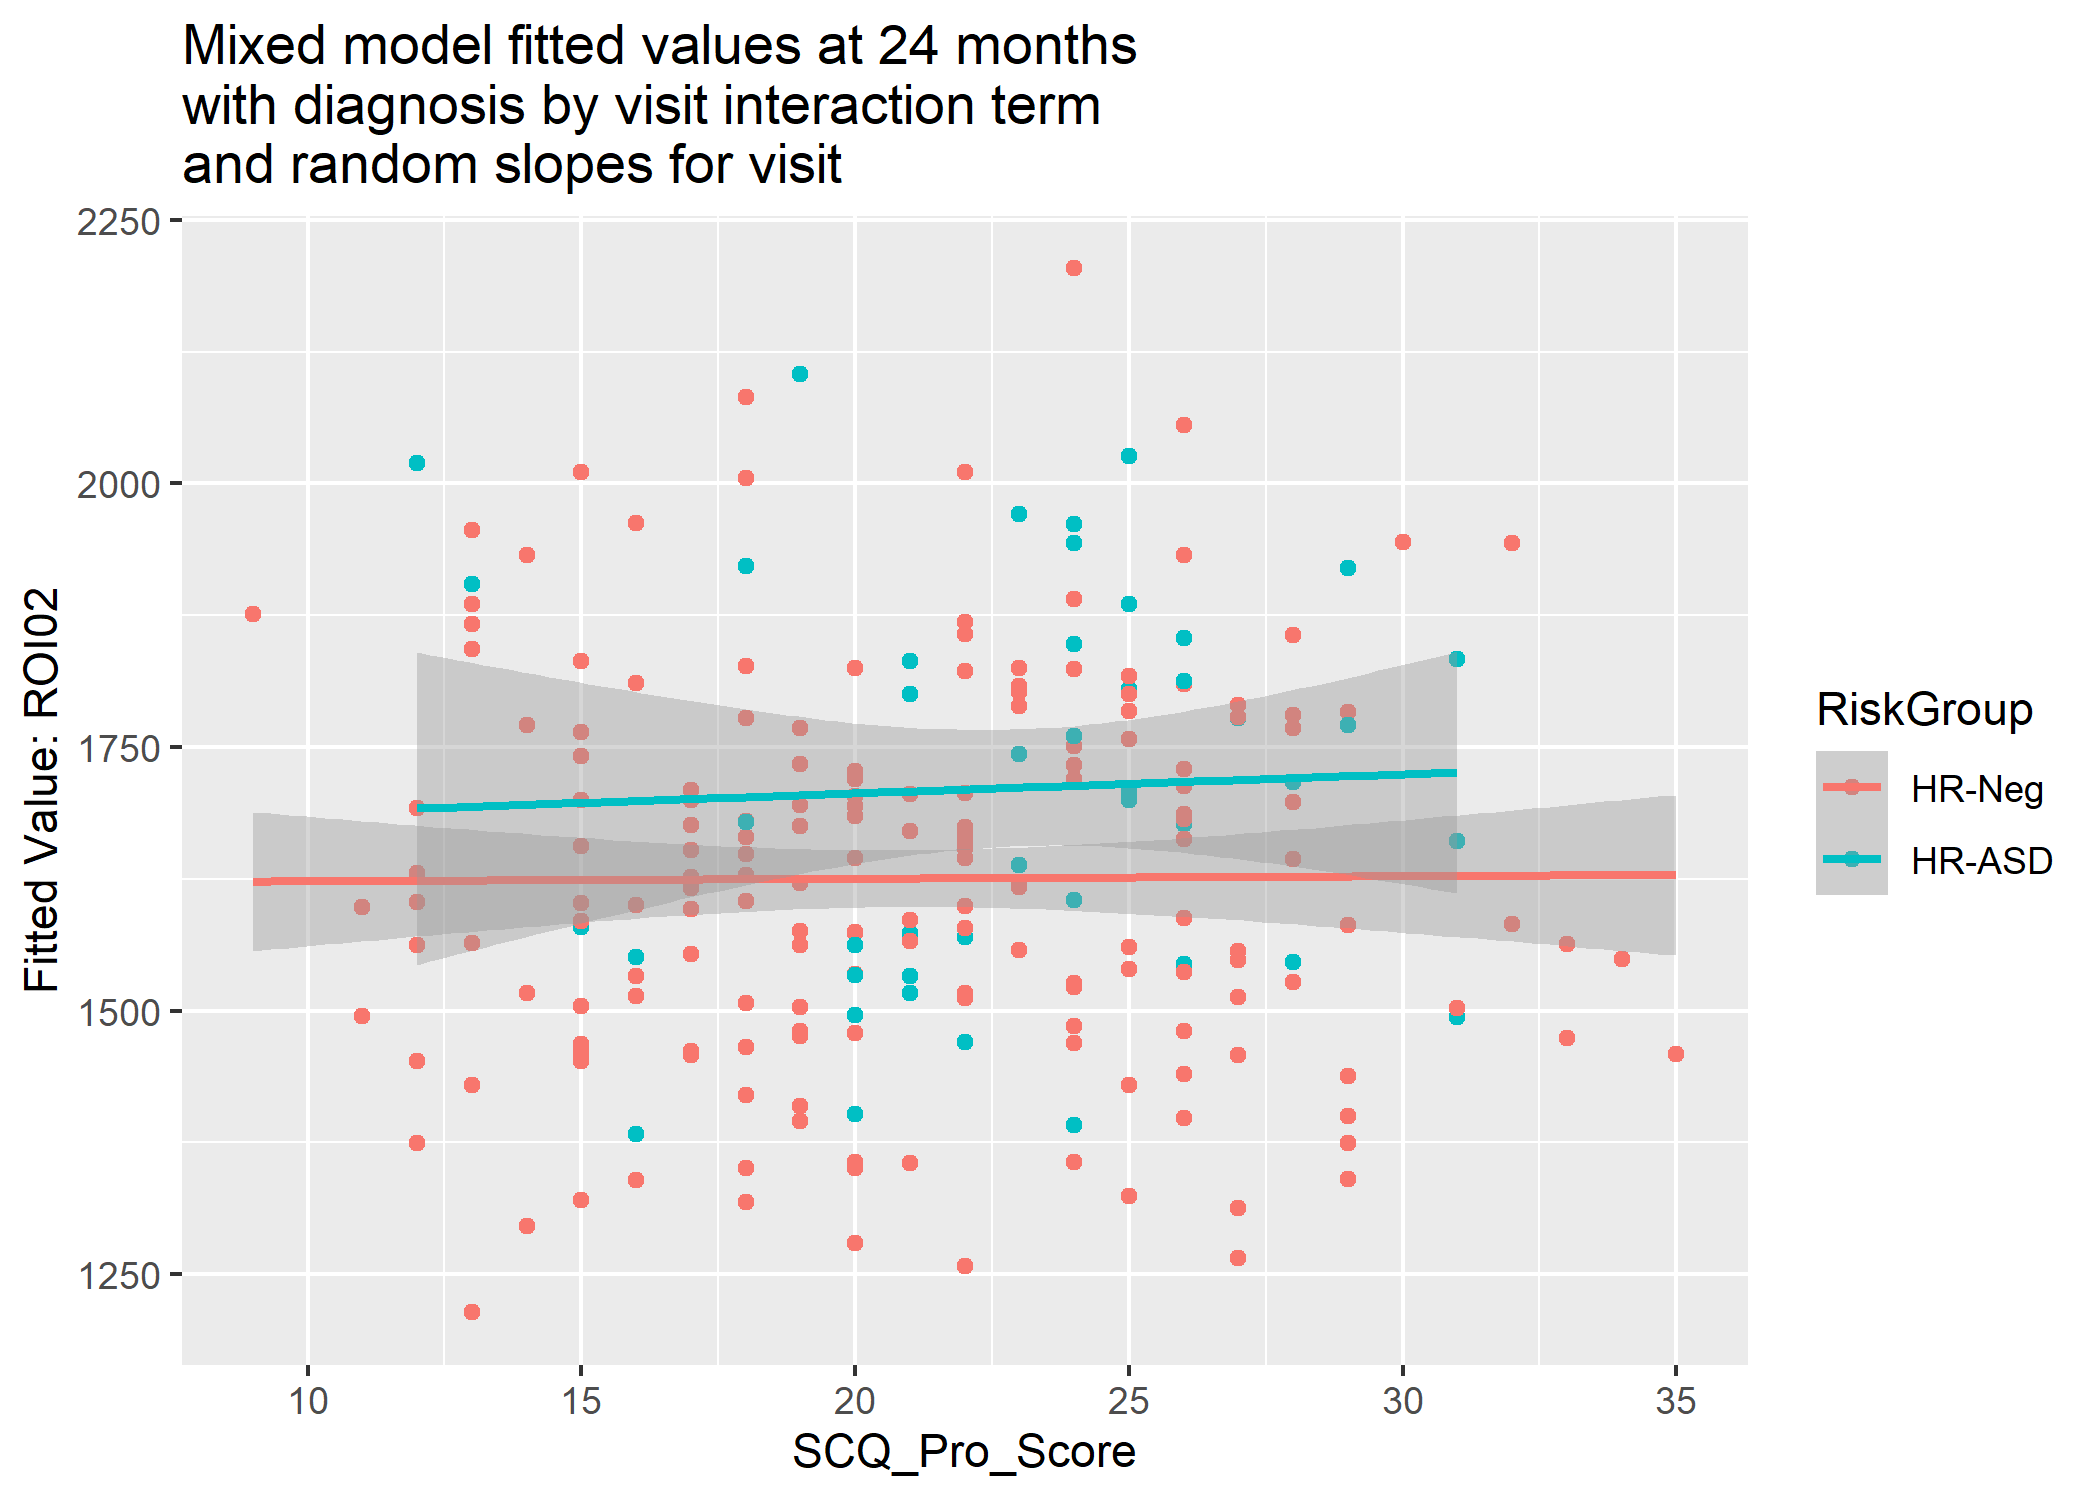 Mixed model fitted values at 24 months
with diagnosis by visit interaction term
and random slopes for visit
2250
2000
1750
1500
1250
Fitted Value: ROI02
10 15 20 25 30 35
SCQ_Pro_Score
RiskGroup
HR-Neg
HR-ASD